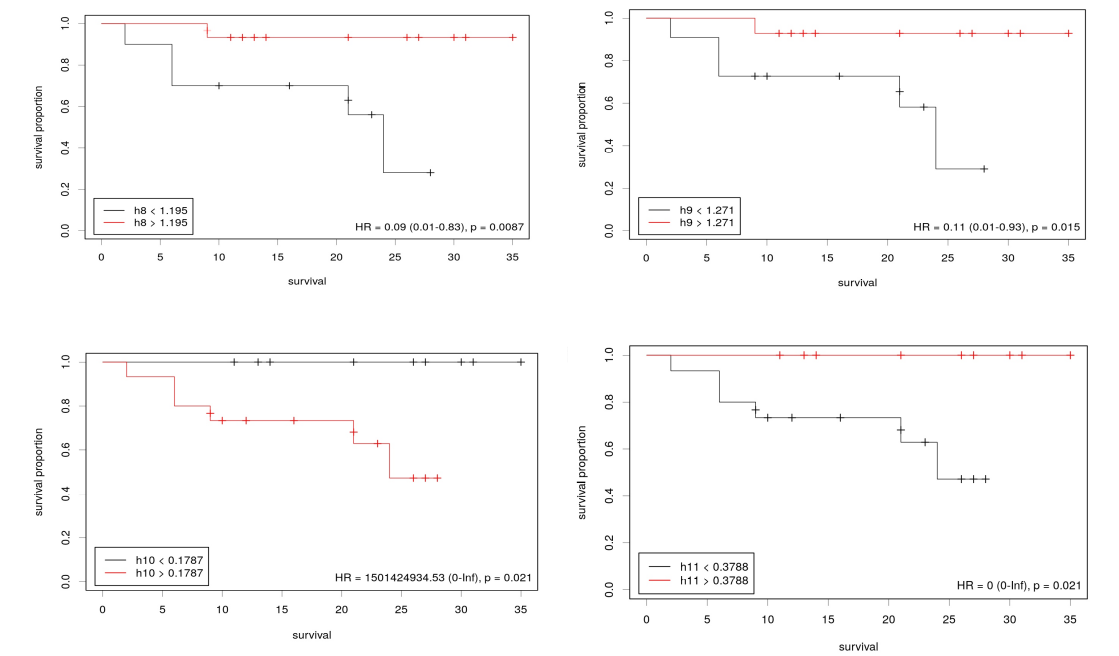 survival proportion
1.0
0.8
0.6
0.4
0.2
0.0
h8 < 1.195
h8 > 1.195
HR = 0.09 (0.01-0.83), p = 0.0087
0 5 10 15 20 25 30 35
survival
survival proportion
1.0
0.8
0.6
0.4
0.2
0.0
h9 < 1.271
h9 > 1.271
HR = 0.11 (0.01-0.93), p = 0.015
0 5 10 15 20 25 30 35
survival
survival proportion
1.0
0.8
0.6
0.4
0.2
0.0
h10 < 0.1787
h10 > 0.1787
HR = 1501424934.53 (0-Inf), p = 0.021
0 5 10 15 20 25 30 35
survival
survival proportion
1.0
0.8
0.6
0.4
0.2
0.0
h11 < 0.3788
h11 > 0.3788
HR = 0 (0-Inf), p = 0.021
0 5 10 15 20 25 30 35
survival